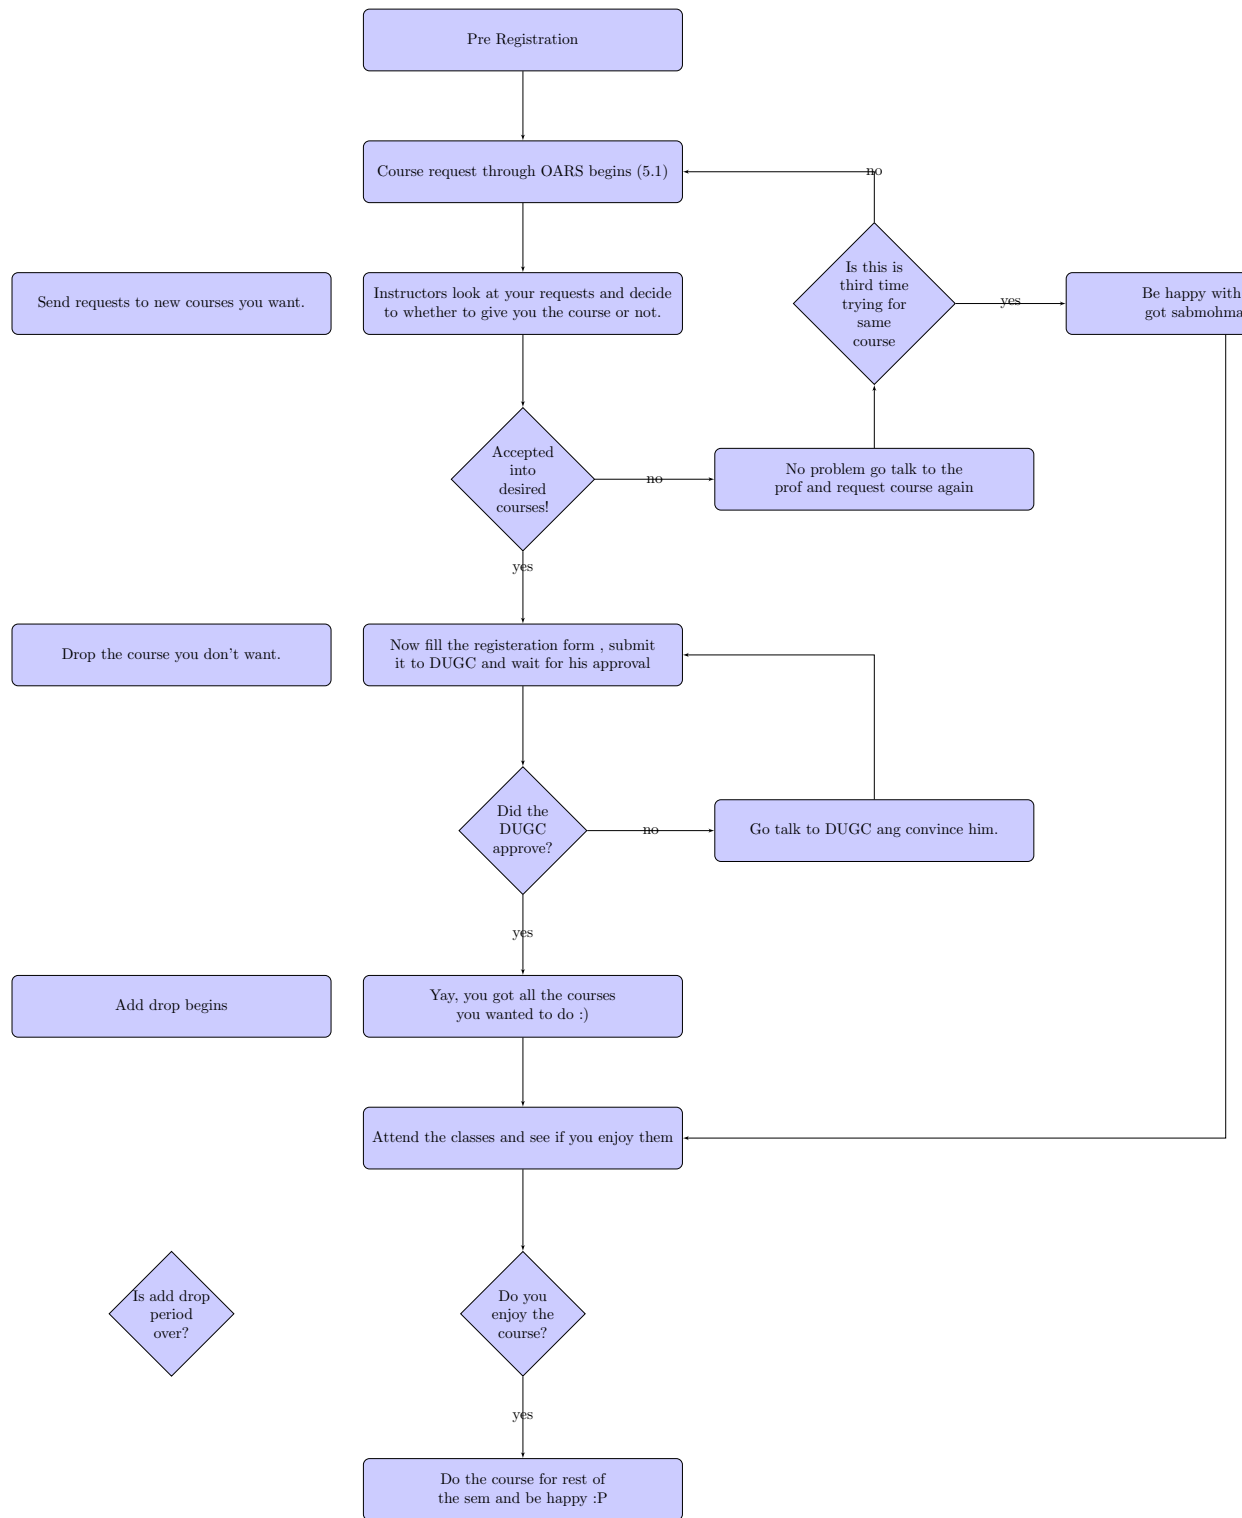 Pre Registration
Course request through OARS begins (5.1)
no
Send requests to new courses you want.
Instructors look at your requests and decide
to whether to give you the course or not.
Is this is
third time
trying for
same
course
yes
Be happy with
got sabmohma
Accepted
into
desired
courses!
no
No problem go talk to the
prof and request course again
yes
Drop the course you don't want.
Now fill the registeration form , submit
it to DUGC and wait for his approval
Did the
DUGC
approve?
no
Go talk to DUGC ang convince him.
yes
Add drop begins
Yay, you got all the courses
you wanted to do :)
Attend the classes and see if you enjoy them
Is add drop
period
over?
Do you
enjoy the
course?
yes
Do the course for rest of
the sem and be happy :P